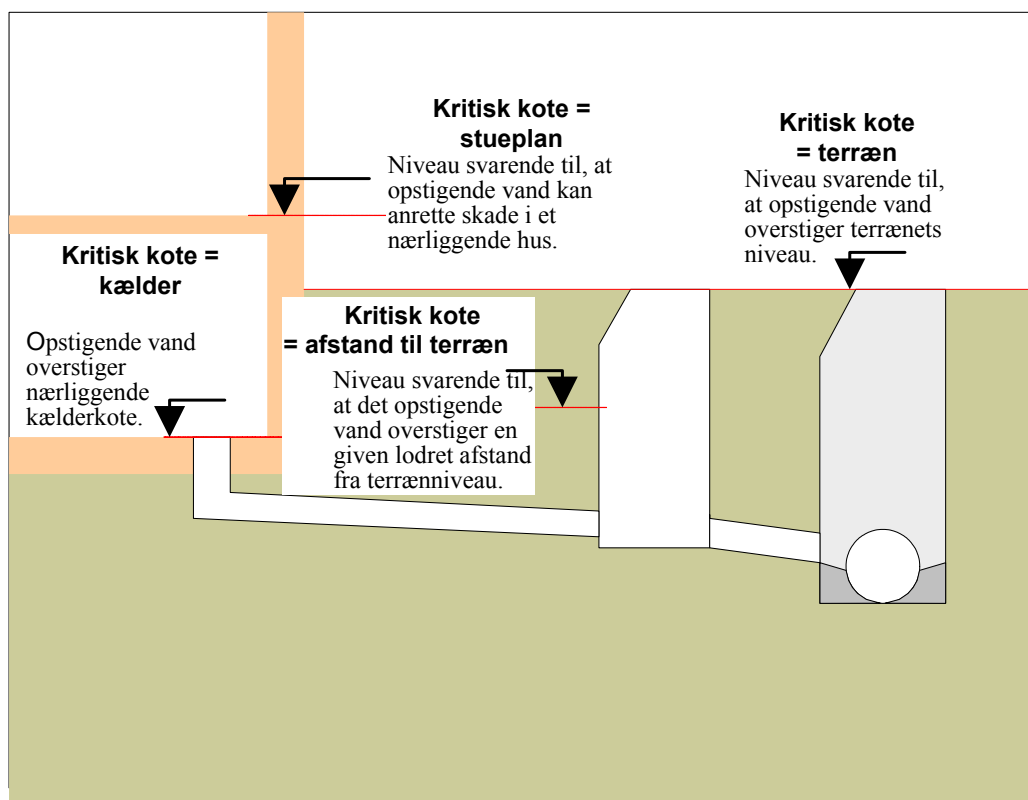 Kritisk kote =
stueplan
Niveau svarende til, at
opstigende vand kan
anrette skade i et
nærliggende hus.
Kritisk kote
= terræn
Niveau svarende til,
at opstigende vand
overstiger terrænets
niveau.
Kritisk kote =
kælder
Opstigende vand
overstiger
nærliggende
kælderkote.
Kritisk kote
= afstand til terræn
Niveau svarende til,
at det opstigende
vand overstiger en
given lodret afstand
fra terrænniveau.